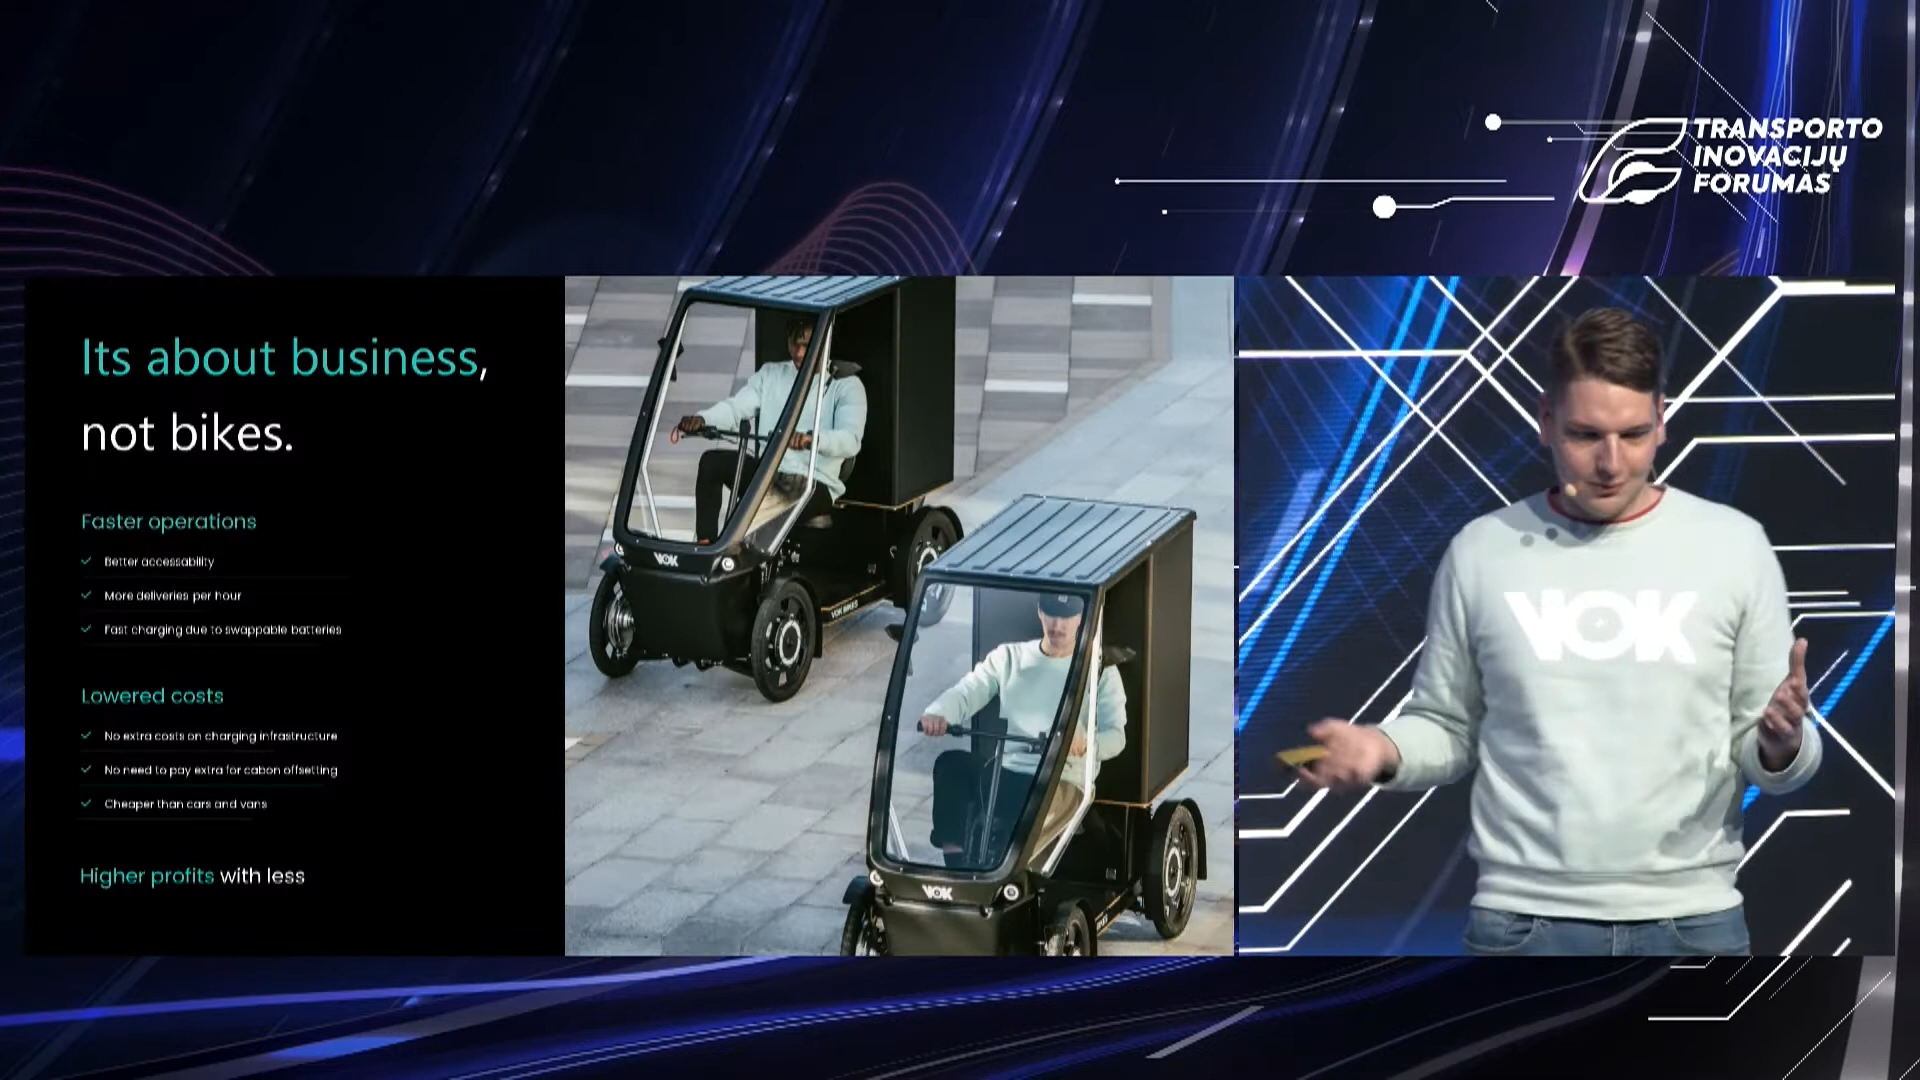 TRANSPORTO
INOVACIJŲ
FORUMAS
Its about business,
not bikes.
Faster operations
Better accessability
More deliveries per hour
Fast charging due to swappable batteries
Lowered costs
No extra costs on charging infrastructure
No need to pay extra for cabon offsetting
Cheaper than cars and vans
Higher profits with less
VOK
VOK BIKES
VOK
VOK